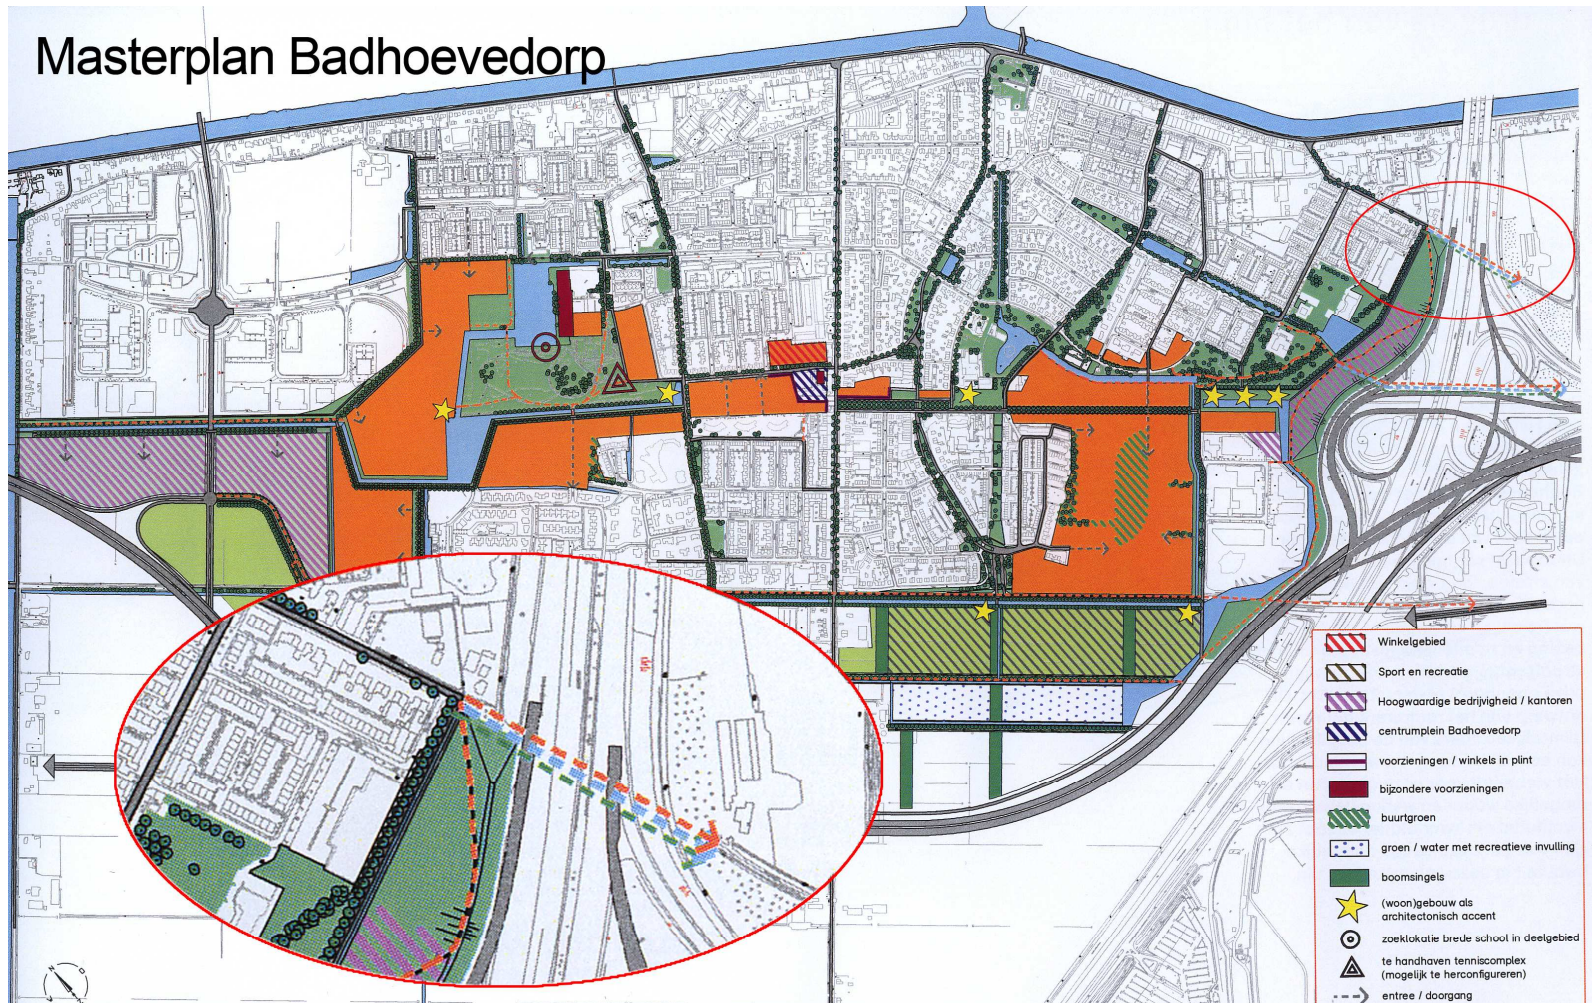 Masterplan Badhoevedorp
Winkelgebied
Sport en recreatie
Hoogwaardige bedrijvigheid / kantoren
centrumplein Badhoevedorp
voorzieningen / winkels in plint
bijzondere voorzieningen
buurtgroen
groen / water met recreatieve invulling
boomsingels
(woon)gebouw als
architectonisch accent
zoeklokatie brede school in deelgebied
te handhaven tenniscomplex
(mogelijk te herconfigureren)
entree / doorgang